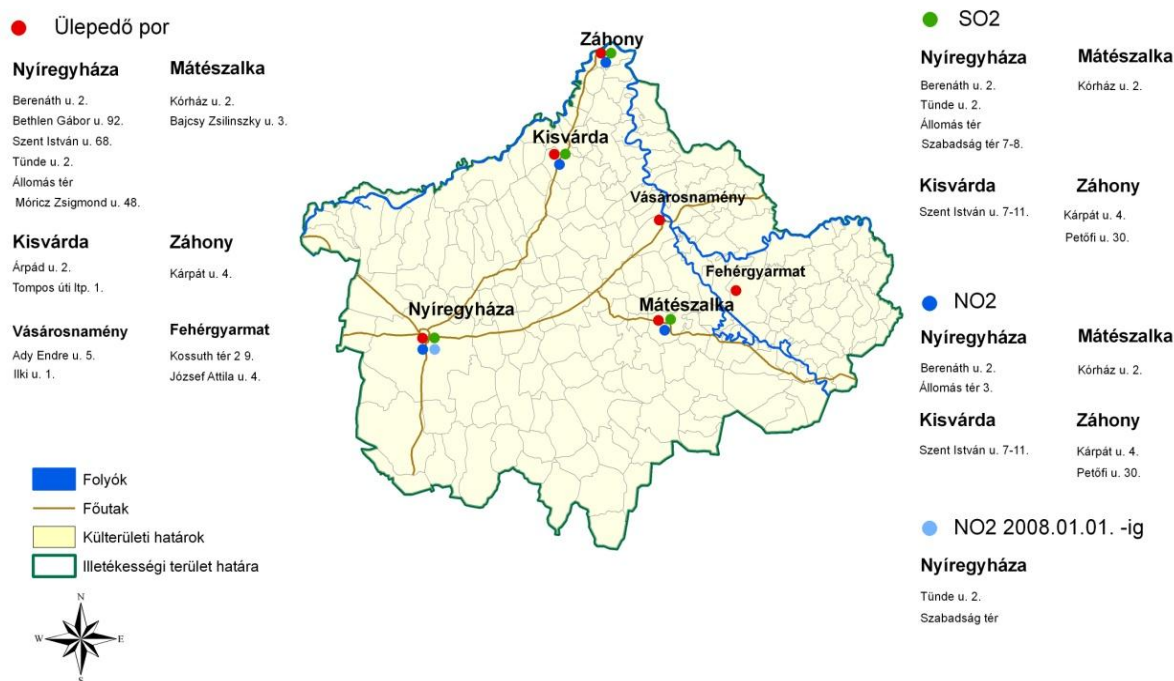 Ülepedő por
Nyíregyháza
Berenáth u. 2.
Bethlen Gábor u. 92.
Szent István u. 68.
Tünde u. 2.
Állomás tér
Móricz Zsigmond u. 48.
Mátészalka
Kórház u. 2.
Bajcsy Zsilinszky u. 3.
Kisvárda
Árpád u. 2.
Tompos úti ltp. 1.
Záhony
Kárpát u. 4.
Vásárosnamény
Ady Endre u. 5.
Ilki u. 1.
Fehérgyarmat
Kossuth tér 2 9.
József Attila u. 4.
Folyók
Főutak
Külterületi határok
Illetékességi terület határa
N
W
E
S
Záhony
Kisvárda
Vásárosnamény
Fehérgyarmat
Nyíregyháza
Mátészalka
SO2
Nyíregyháza
Berenáth u. 2.
Tünde u. 2.
Állomás tér
Szabadság tér 7-8.
Mátészalka
Kórház u. 2.
Kisvárda
Szent István u. 7-11.
Záhony
Kárpát u. 4.
Petőfi u. 30.
NO2
Nyíregyháza
Berenáth u. 2.
Állomás tér 3.
Mátészalka
Kórház u. 2.
Kisvárda
Szent István u. 7-11.
Záhony
Kárpát u. 4.
Petőfi u. 30.
NO2 2008.01.01. -ig
Nyíregyháza
Tünde u. 2.
Szabadság tér